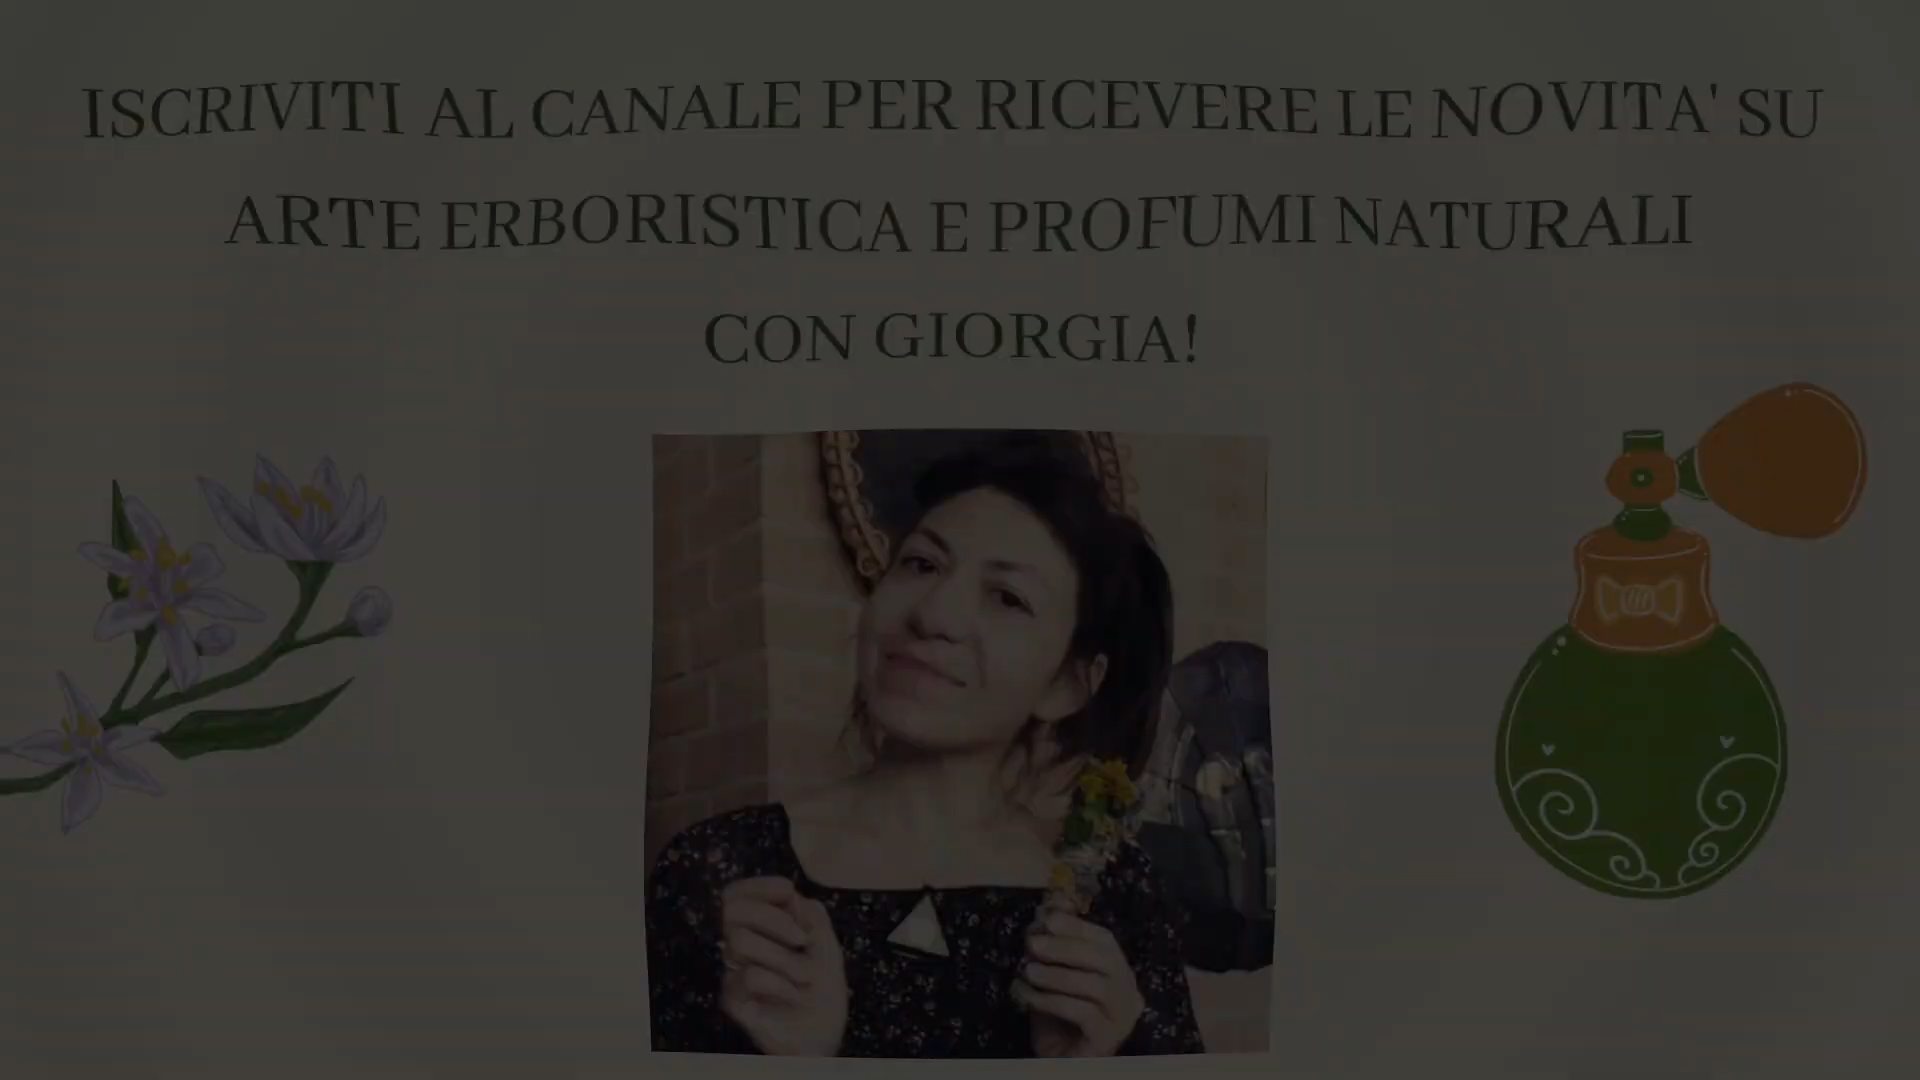 ISCRIVITI AL CANALE PER RICEVERE LE NOVITA' SU
ARTE ERBORISTICA E PROFUMI NATURALI
CON GIORGIA!